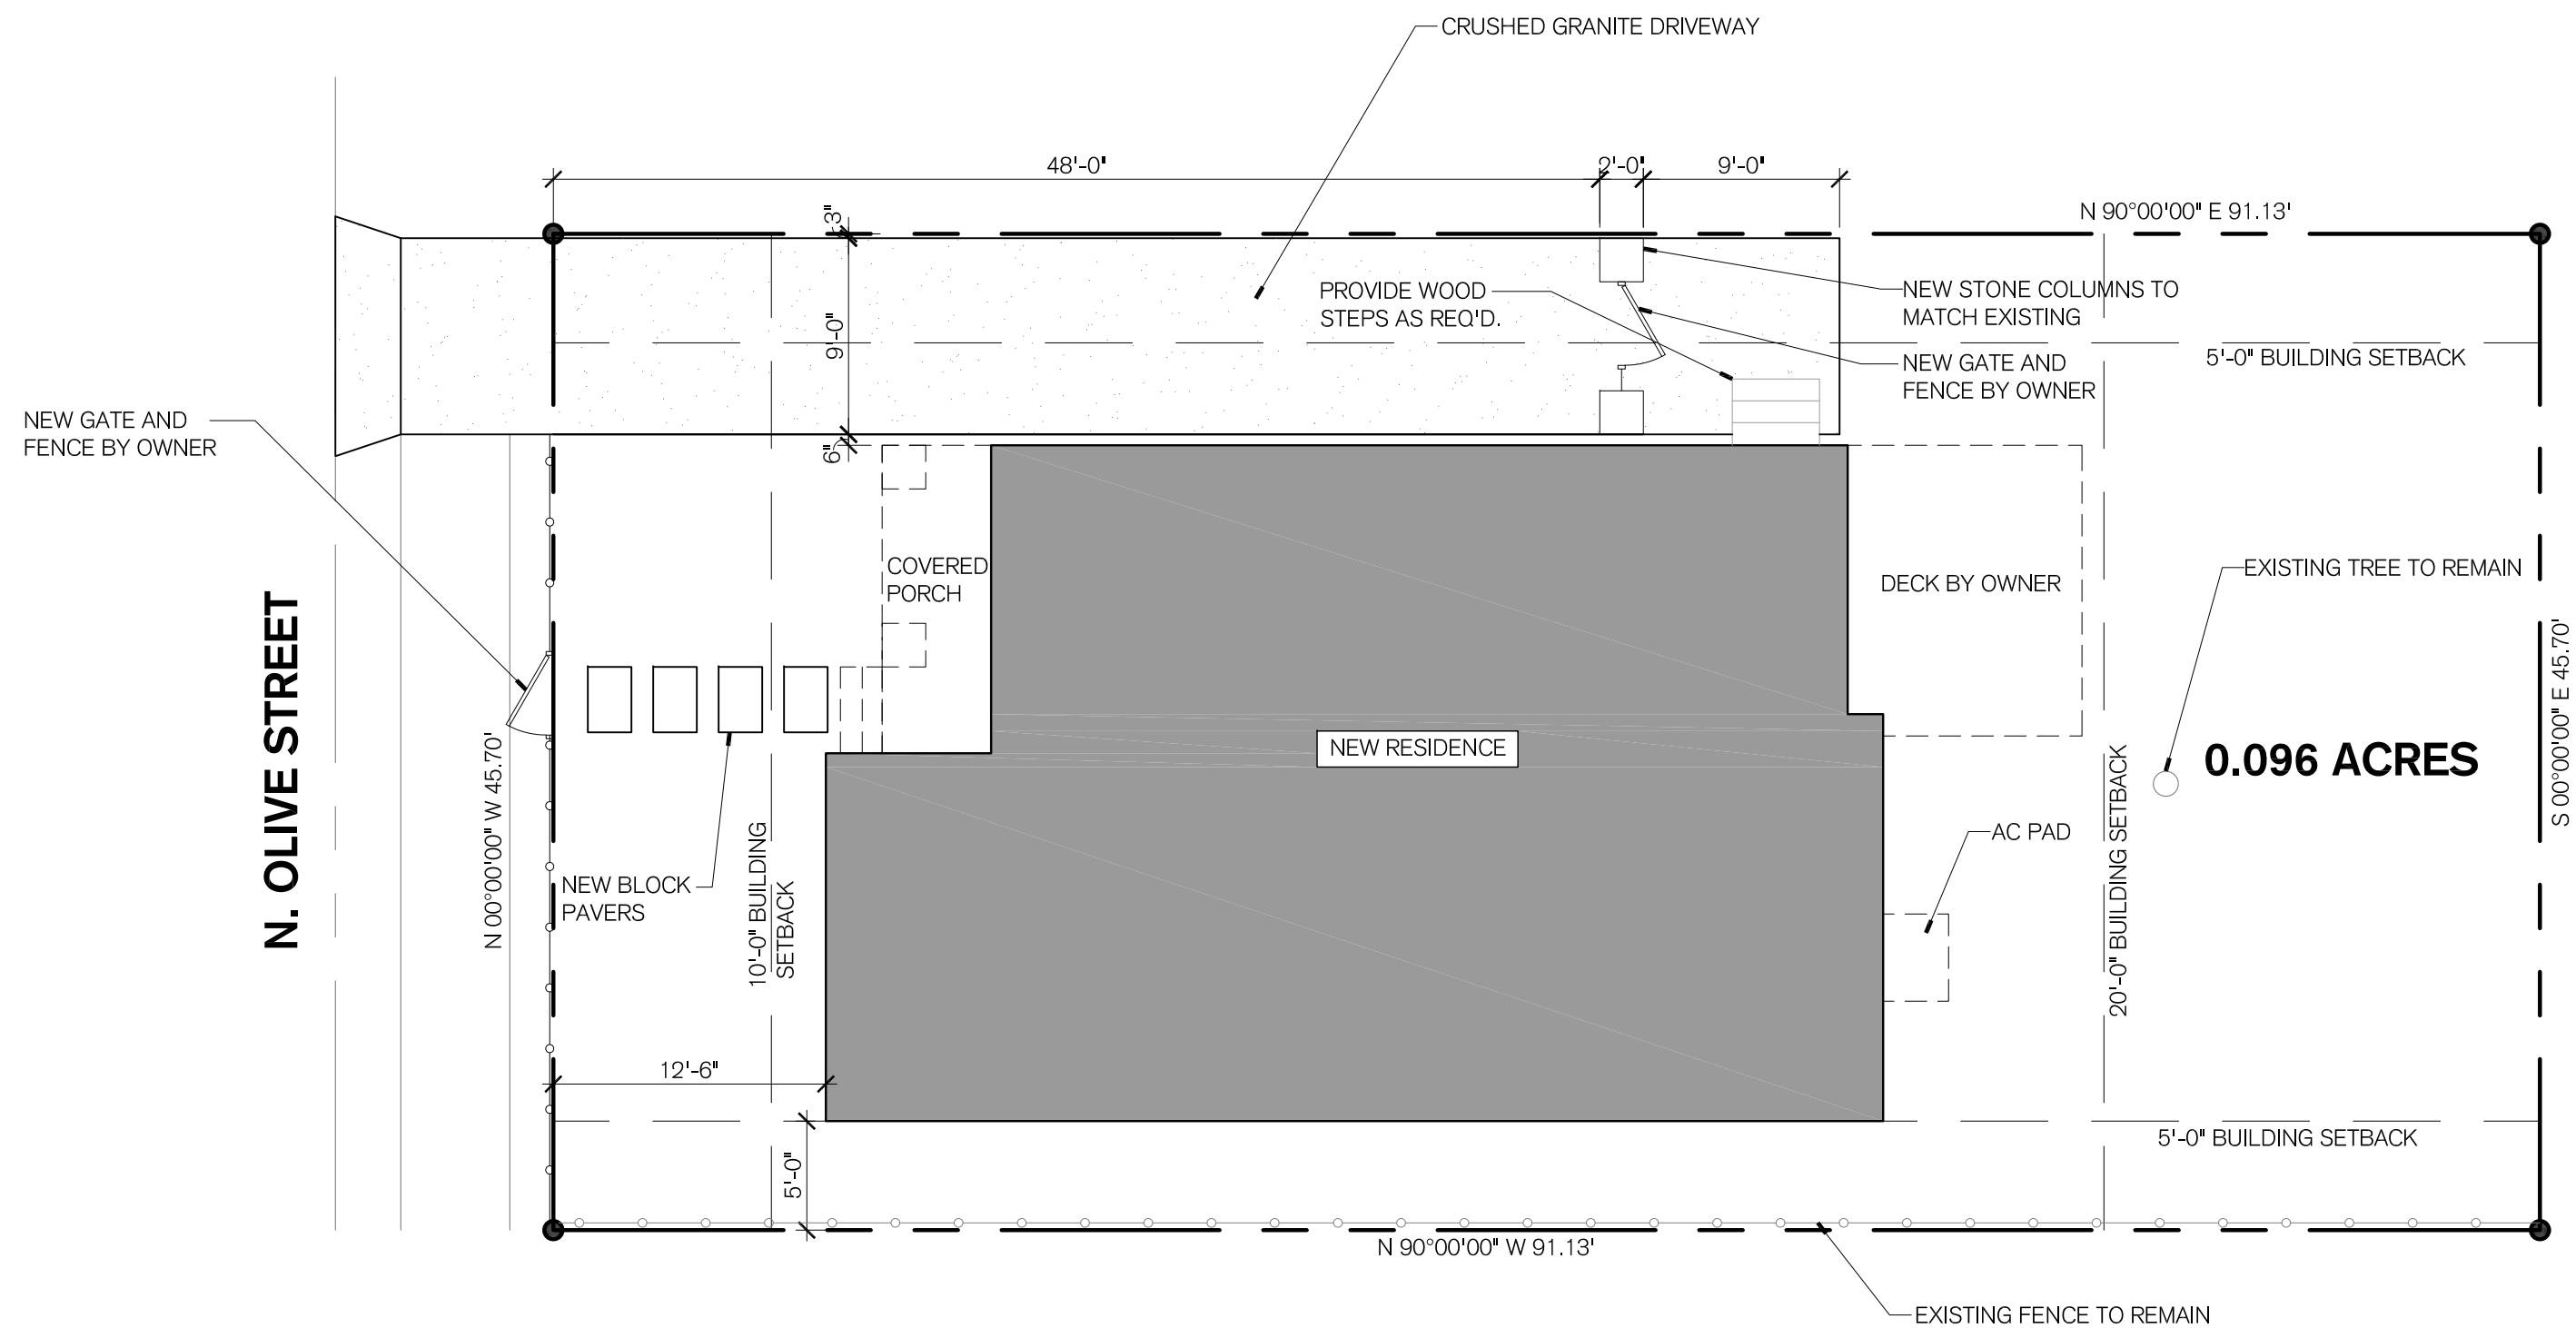 CRUSHED GRANITE DRIVEWAY
48'-0"
2'-0"
9'-0"
N 90°00'00" E 91.13'
3"
9'-0"
6"
PROVIDE WOOD
STEPS AS REQ'D.
NEW STONE COLUMNS TO
MATCH EXISTING
5'-0" BUILDING SETBACK
NEW GATE AND
FENCE BY OWNER
NEW GATE AND
FENCE BY OWNER
COVERED
PORCH
DECK BY OWNER
EXISTING TREE TO REMAIN
N. OLIVE STREET
N 00°00'00" W 45.70'
NEW RESIDENCE
0.096 ACRES
S 00°00'00" E 45.70'
NEW BLOCK
PAVERS
10'-0" BUILDING
SETBACK
AC PAD
20'-0" BUILDING SETBACK
12'-6"
5'-0"
5'-0" BUILDING SETBACK
N 90°00'00" W 91.13'
EXISTING FENCE TO REMAIN